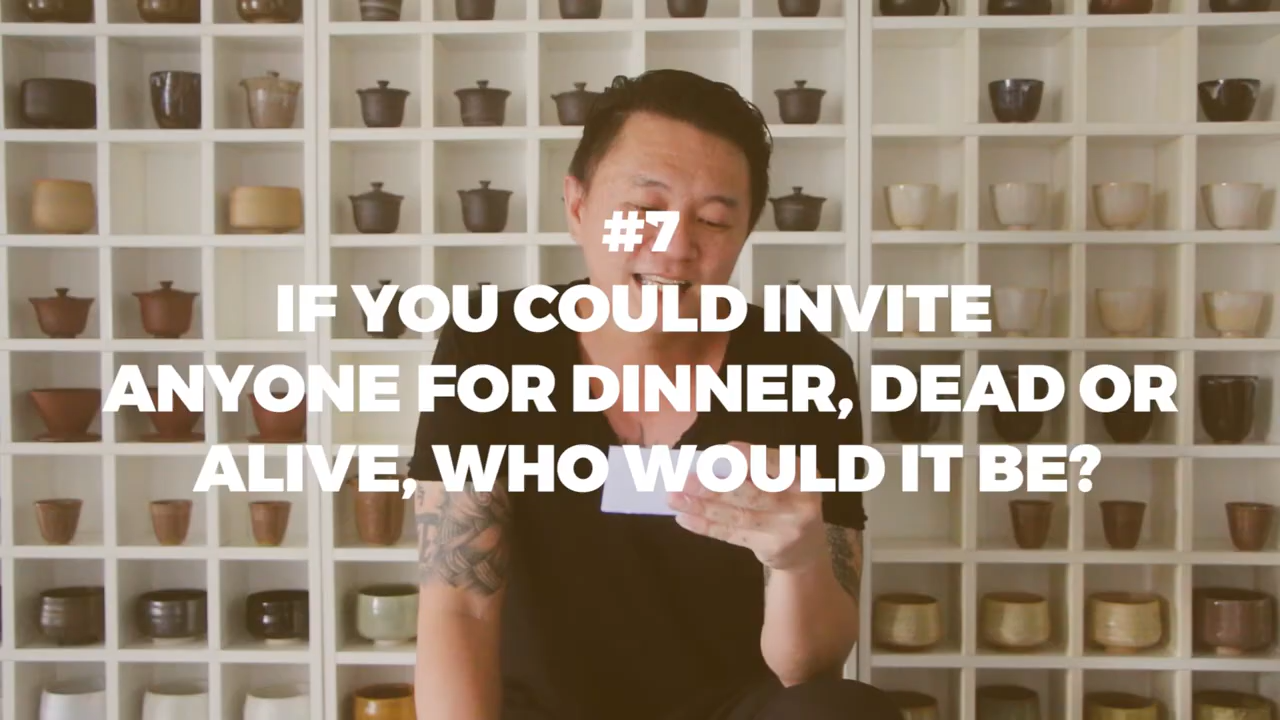 #7
IF YOU COULD INVITE
ANYONE FOR DINNER, DEAD OR
ALIVE, WHO WOULD IT BE?